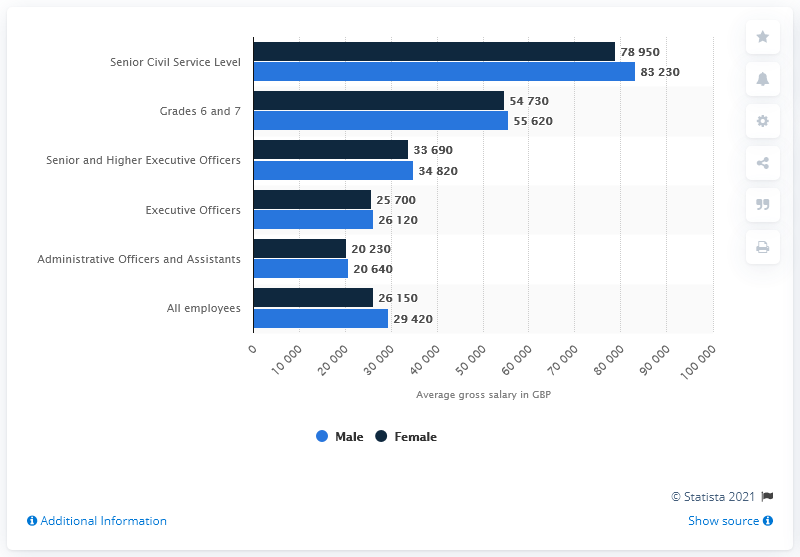 Senior Civil Service Level
78 950
83 230
Grades 6 and 7
54 730
55 620
Senior and Higher Executive Officers
33 690
34 820
Executive Officers
25 700
26 120
Administrative Officers and Assistants
20 230
20 640
All employees
26 150
29 420
0 10 000 20 000 30 000 40 000 50 000 60 000 70 000 80 000 90 000 100 000
Average gross salary in GBP
Male Female
© Statista 2021
Additional Information Show source